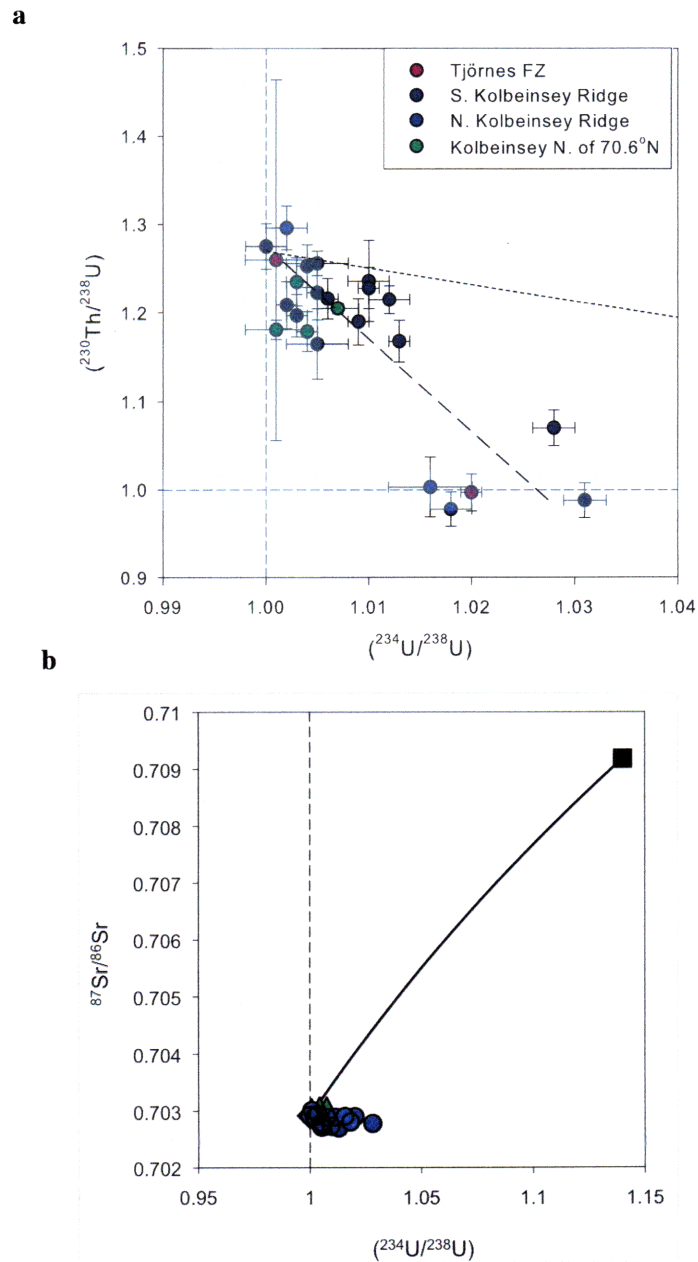 a
1.5
1.4
1.3
1.2
1.1
1.0
0.9
(²³⁰Th/²³⁸U)
Tjörnes FZ
S. Kolbeinsey Ridge
N. Kolbeinsey Ridge
Kolbeinsey N. of 70.6°N
0.99 1.00 1.01 1.02 1.03 1.04
(²³⁴U/²³⁸U)
b
0.71
0.709
0.708
0.707
0.706
0.705
0.704
0.703
0.702
⁸⁷Sr/⁸⁶Sr
0.95 1 1.05 1.1 1.15
(²³⁴U/²³⁸U)